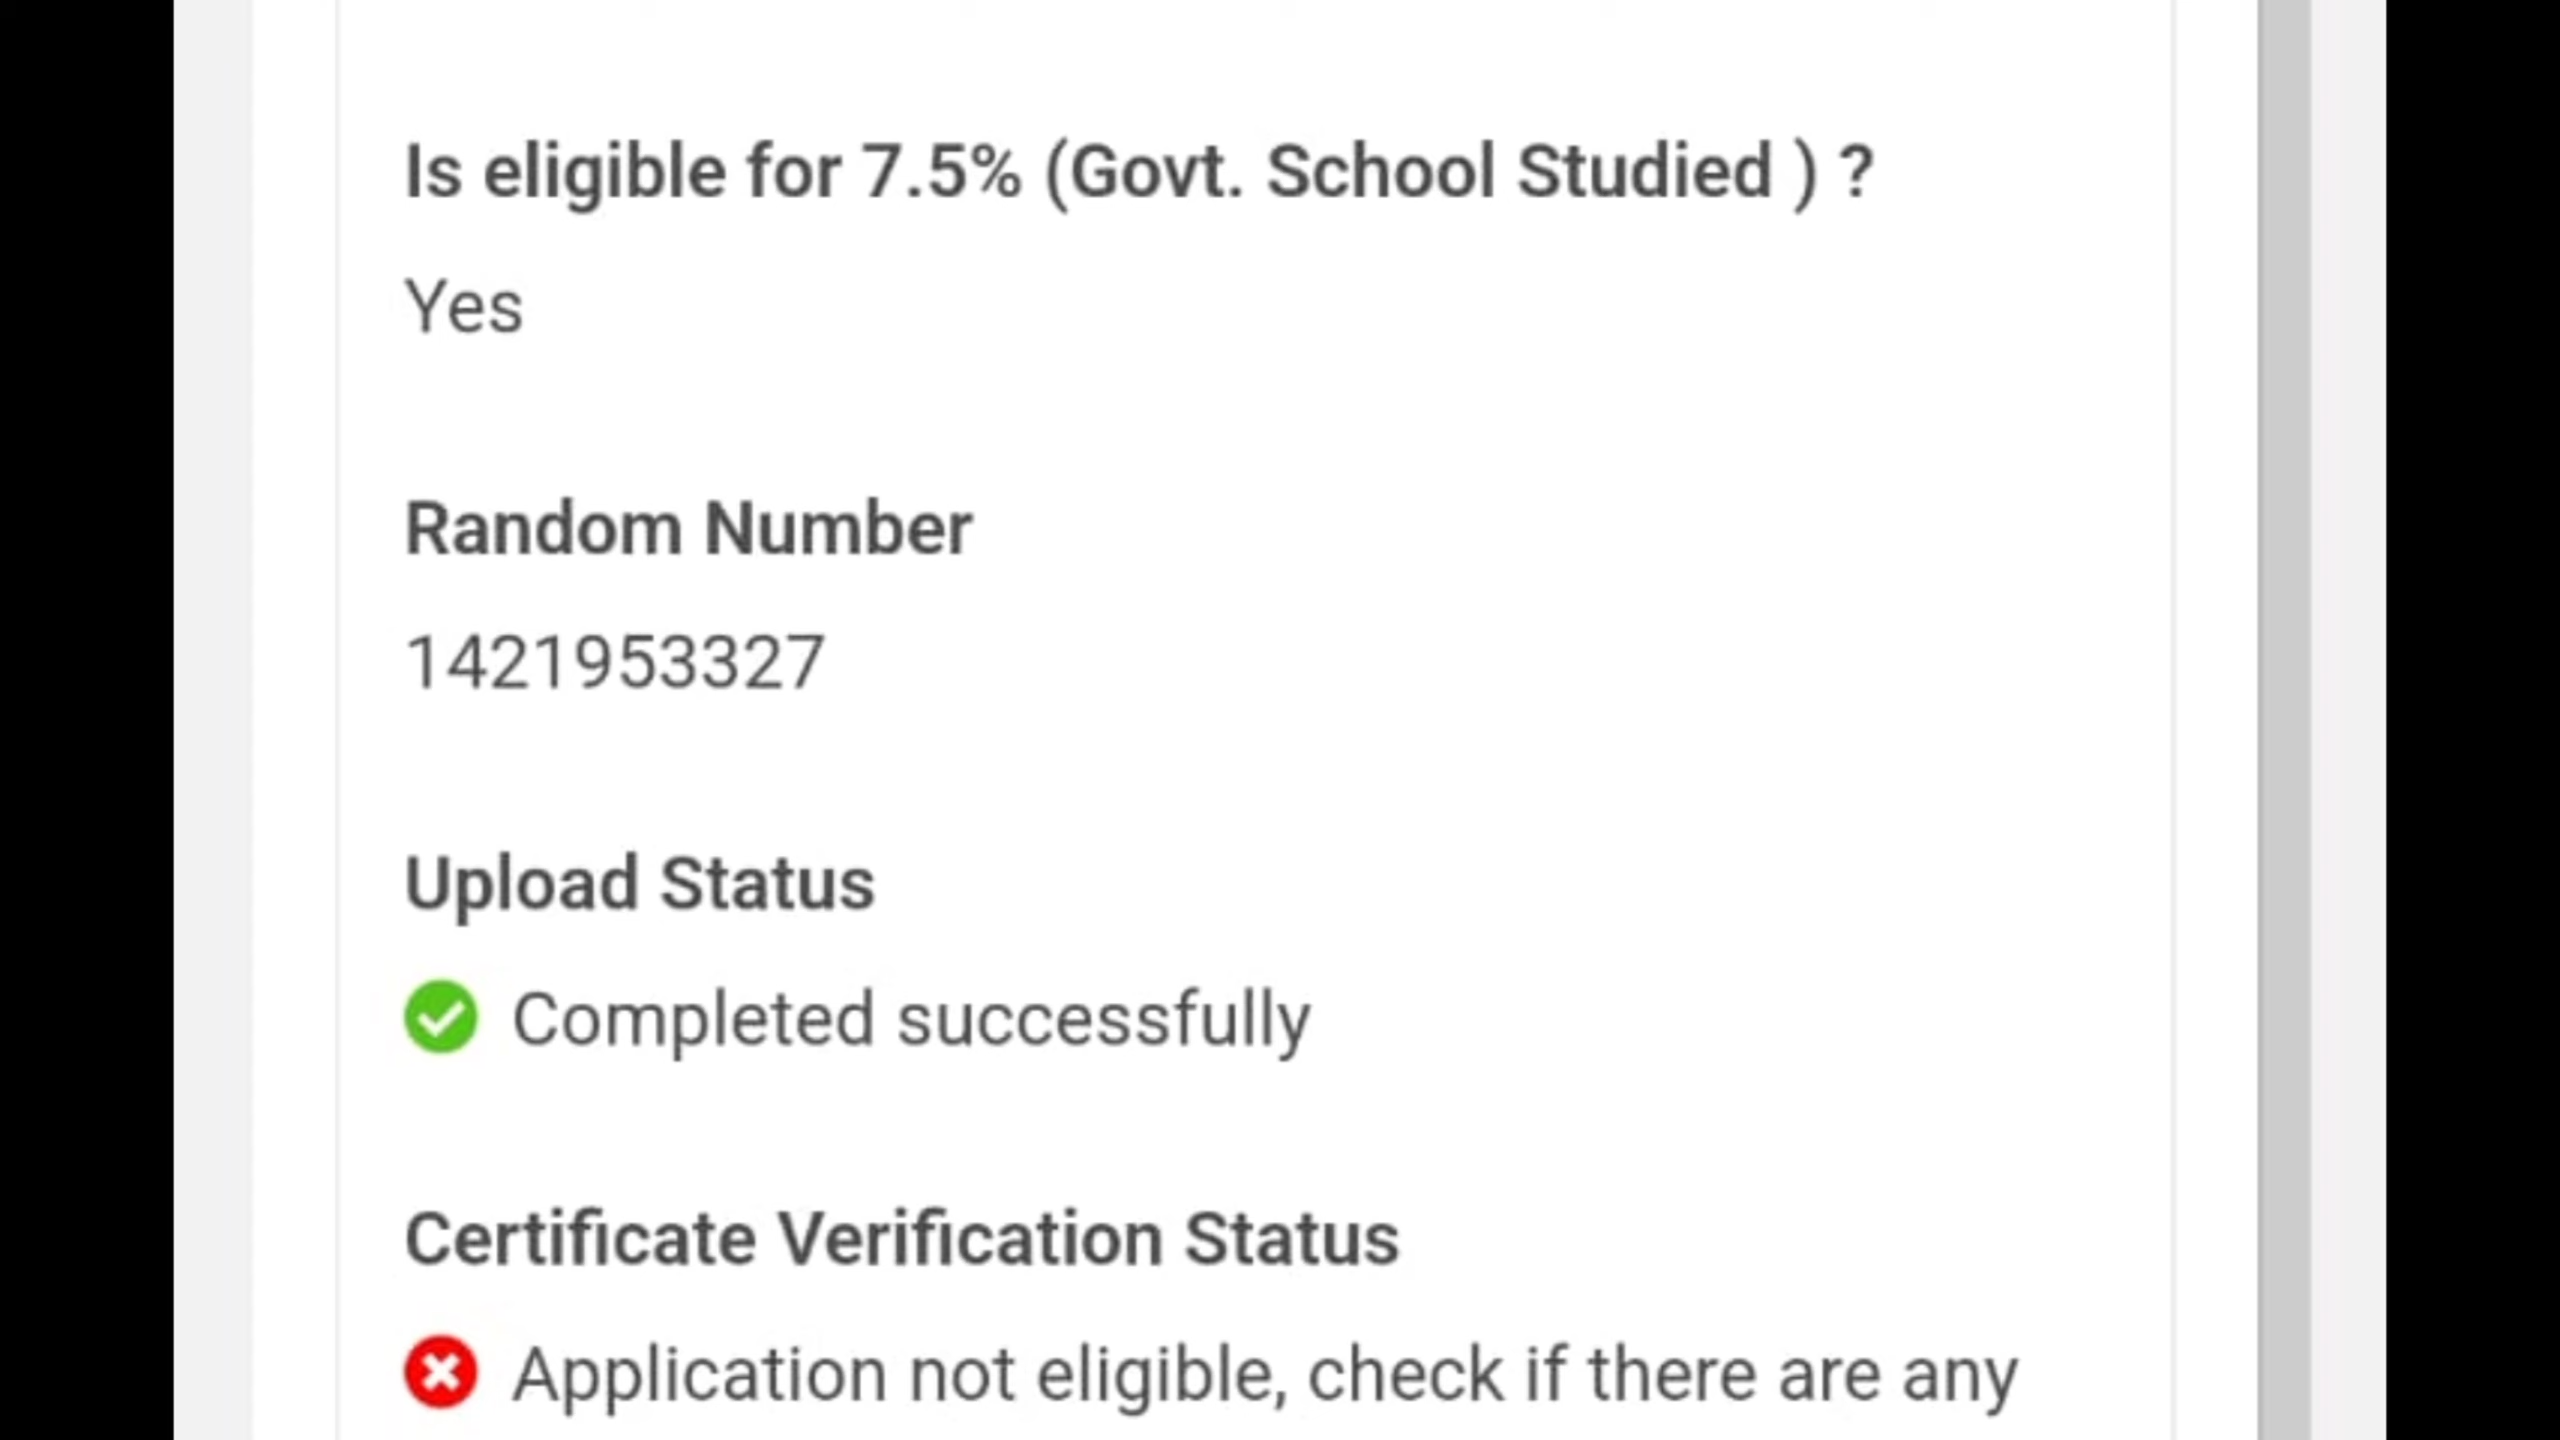 Is eligible for 7.5% (Govt. School Studied ) ?
Yes
Random Number
1421953327
Upload Status
Completed successfully
Certificate Verification Status
Application not eligible, check if there are any